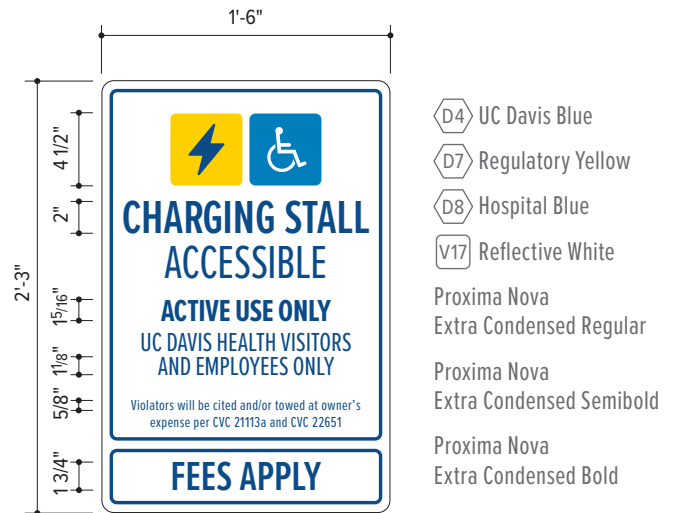 1'-6"
2'-3"
4 1/2"
2"
1 5/16"
1 1/8"
5/8"
1 3/4"
CHARGING STALL
ACCESSIBLE
ACTIVE USE ONLY
UC DAVIS HEALTH VISITORS
AND EMPLOYEES ONLY
Violators will be cited and/or towed at owner's
expense per CVC 21113a and CVC 22651
FEES APPLY
D4 UC Davis Blue
D7 Regulatory Yellow
D8 Hospital Blue
V17 Reflective White
Proxima Nova
Extra Condensed Regular
Proxima Nova
Extra Condensed Semibold
Proxima Nova
Extra Condensed Bold